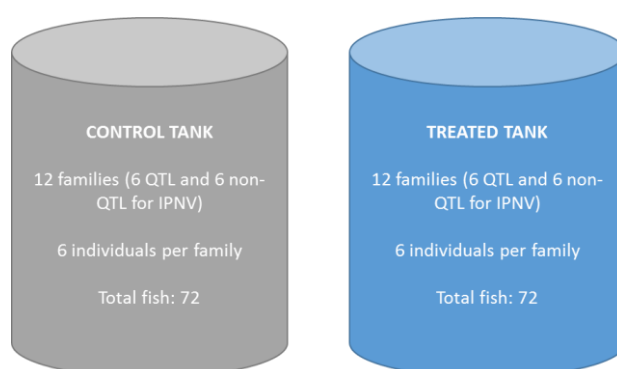 CONTROL TANK
12 families (6 QTL and 6 non-
QTL for IPNV)
6 individuals per family
Total fish: 72
TREATED TANK
12 families (6 QTL and 6 non-
QTL for IPNV)
6 individuals per family
Total fish: 72